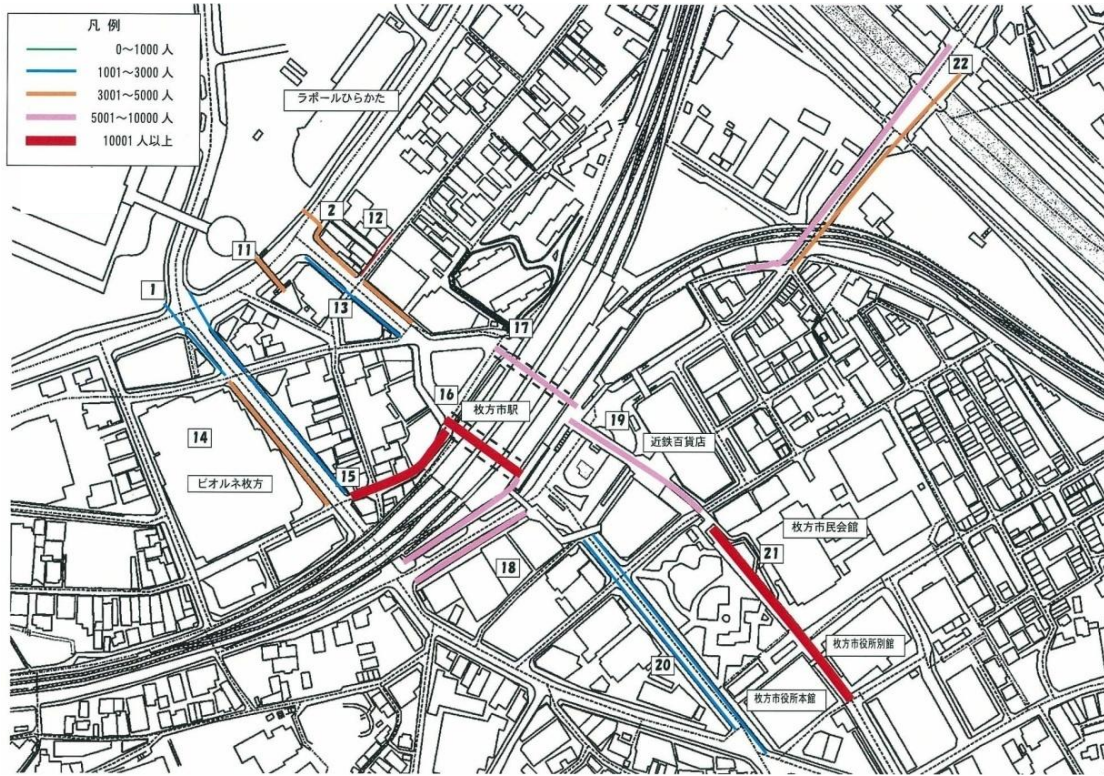 凡 例
0～1000 人
1001～3000 人
3001～5000 人
5001～10000 人
10001 人以上
ラポールひらかた
22
2
12
11
1
13
17
16
枚方市駅
19
近鉄百貨店
14
15
ビオルネ枚方
枚方市民会館
21
18
枚方市役所別館
20
枚方市役所本館